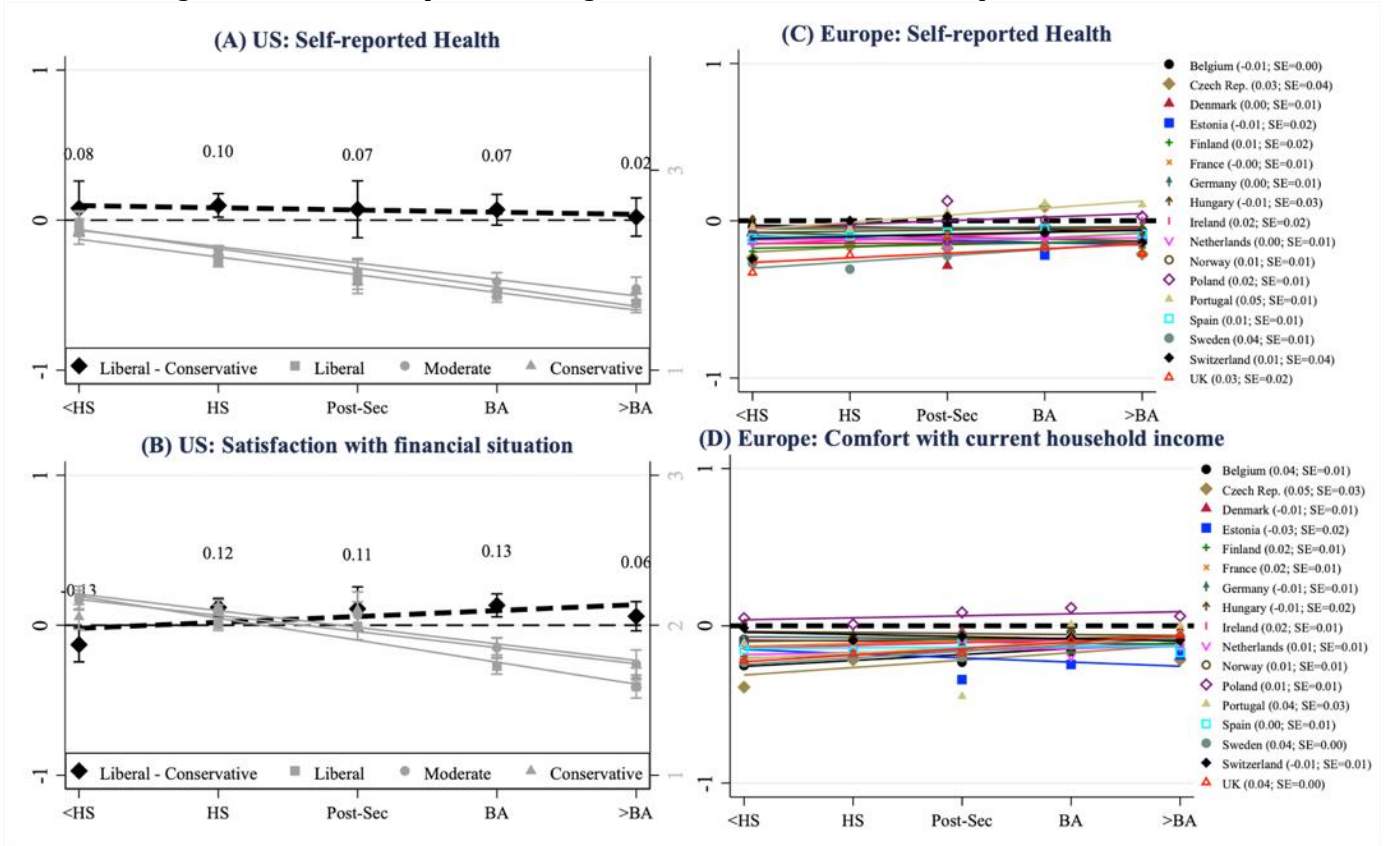 (A) US: Self-reported Health
1
0.08
0.10
0.07
0.07
0.02
3
0
Liberal - Conservative
Liberal
Moderate
Conservative
-1
1
<HS
HS
Post-Sec
BA
>BA
(B) US: Satisfaction with financial situation
1
3
-0.13
0.12
0.11
0.13
0.06
0
2
Liberal - Conservative
Liberal
Moderate
Conservative
-1
1
<HS
HS
Post-Sec
BA
>BA
(C) Europe: Self-reported Health
1
0
-1
<HS
HS
Post-Sec
BA
>BA
Belgium (-0.01; SE=0.00)
Czech Rep. (0.03; SE=0.04)
Denmark (0.00; SE=0.01)
Estonia (-0.01; SE=0.02)
Finland (0.01; SE=0.02)
France (-0.00; SE=0.01)
Germany (0.00; SE=0.01)
Hungary (-0.01; SE=0.03)
Ireland (0.02; SE=0.02)
Netherlands (0.00; SE=0.01)
Norway (0.01; SE=0.01)
Poland (0.02; SE=0.01)
Portugal (0.05; SE=0.01)
Spain (0.01; SE=0.01)
Sweden (0.04; SE=0.01)
Switzerland (0.01; SE=0.04)
UK (0.03; SE=0.02)
(D) Europe: Comfort with current household income
1
0
-1
<HS
HS
Post-Sec
BA
>BA
Belgium (0.04; SE=0.01)
Czech Rep. (0.05; SE=0.03)
Denmark (-0.01; SE=0.01)
Estonia (-0.03; SE=0.02)
Finland (0.02; SE=0.01)
France (0.02; SE=0.01)
Germany (-0.01; SE=0.01)
Hungary (-0.01; SE=0.02)
Ireland (0.02; SE=0.01)
Netherlands (0.01; SE=0.01)
Norway (0.01; SE=0.01)
Poland (0.01; SE=0.01)
Portugal (0.04; SE=0.03)
Spain (0.00; SE=0.01)
Sweden (0.04; SE=0.00)
Switzerland (-0.01; SE=0.01)
UK (0.04; SE=0.00)